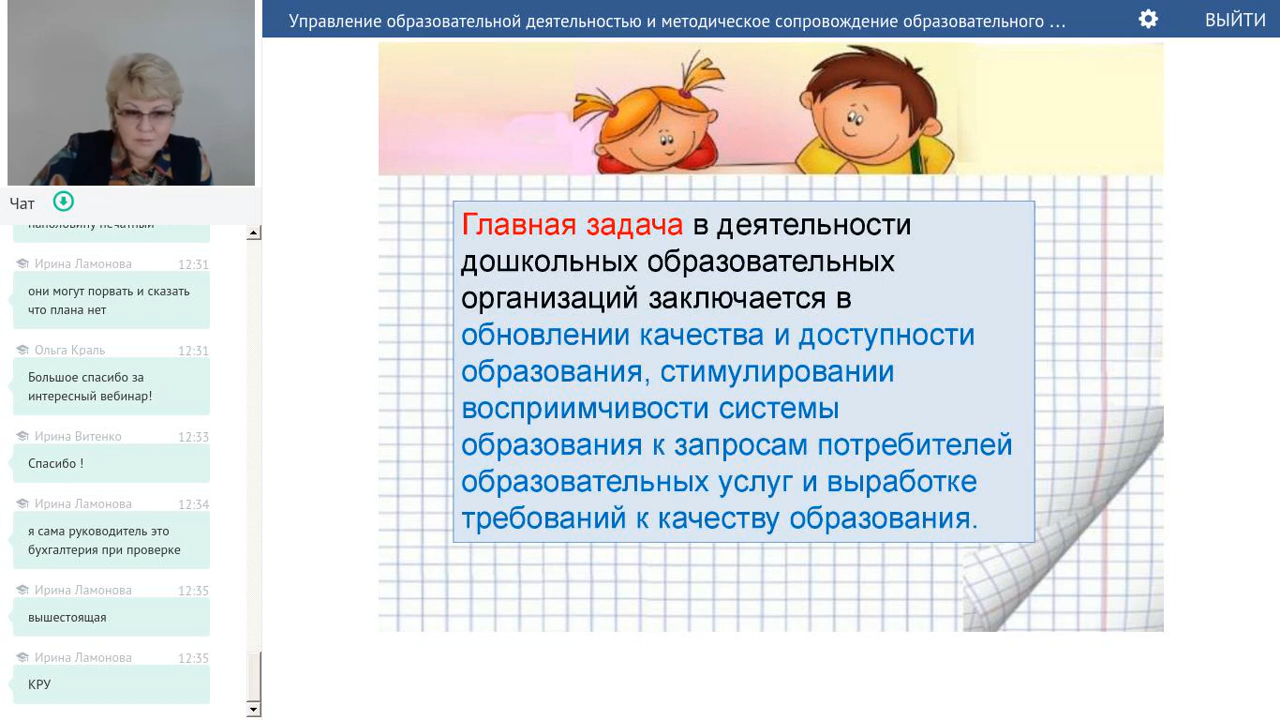 Управление образовательной деятельностью и методическое сопровождение образовательного ...
ВЫЙТИ
Чат
наполовину печатный
Ирина Ламонова 12:31
они могут порвать и сказать
что плана нет
Ольга Краль 12:31
Большое спасибо за
интересный вебинар!
Ирина Витенко 12:33
Спасибо !
Ирина Ламонова 12:34
я сама руководитель это
бухгалтерия при проверке
Ирина Ламонова 12:35
вышестоящая
Ирина Ламонова 12:35
КРУ
Главная задача в деятельности
дошкольных образовательных
организаций заключается в
обновлении качества и доступности
образования, стимулировании
восприимчивости системы
образования к запросам потребителей
образовательных услуг и выработке
требований к качеству образования.